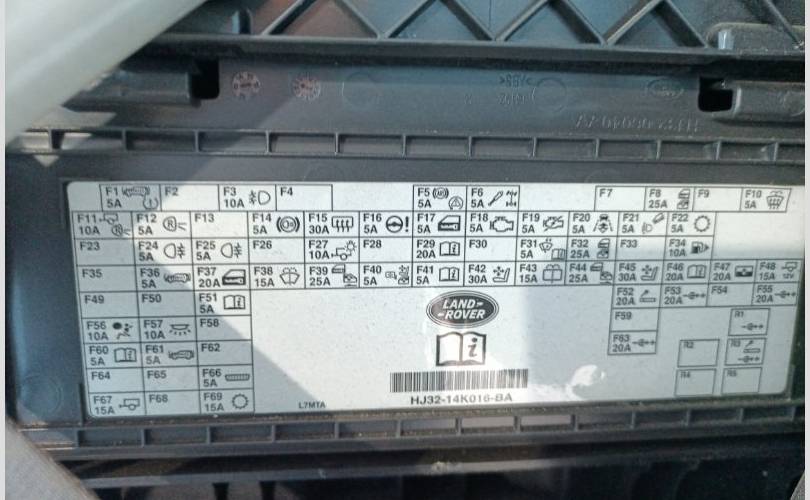 F1 F2 F3 F4 F5 F6 F7 F8 F9 F10
5A 10A 5A 5A 25A 5A
F11 F12 F13 F14 F15 F16 F17 F18 F19 F20 F21 F22
10A 5A 5A 30A 5A 5A 5A 5A 5A 5A 5A
F23 F24 F25 F26 F27 F28 F29 F30 F31 F32 F33 F34
5A 5A 10A 20A 5A 25A 10A
F35 F36 F37 F38 F39 F40 F41 F42 F43 F44 F45 F46 F47 F48
5A 20A 15A 25A 5A 5A 30A 15A 25A 30A 20A 20A 15A 12V
F49 F50 F51 F52 F53 F54 F55
5A 20A 20A 20A
F56 F57 F58 LAND- F59 R1
10A 10A -ROVER
F60 F61 F62 F63 R2 R3
5A 5A 20A
F64 F65 F66 R4 R5
5A
F67 F68 F69 L7MTA HJ32-14K016-BA
15A 15A